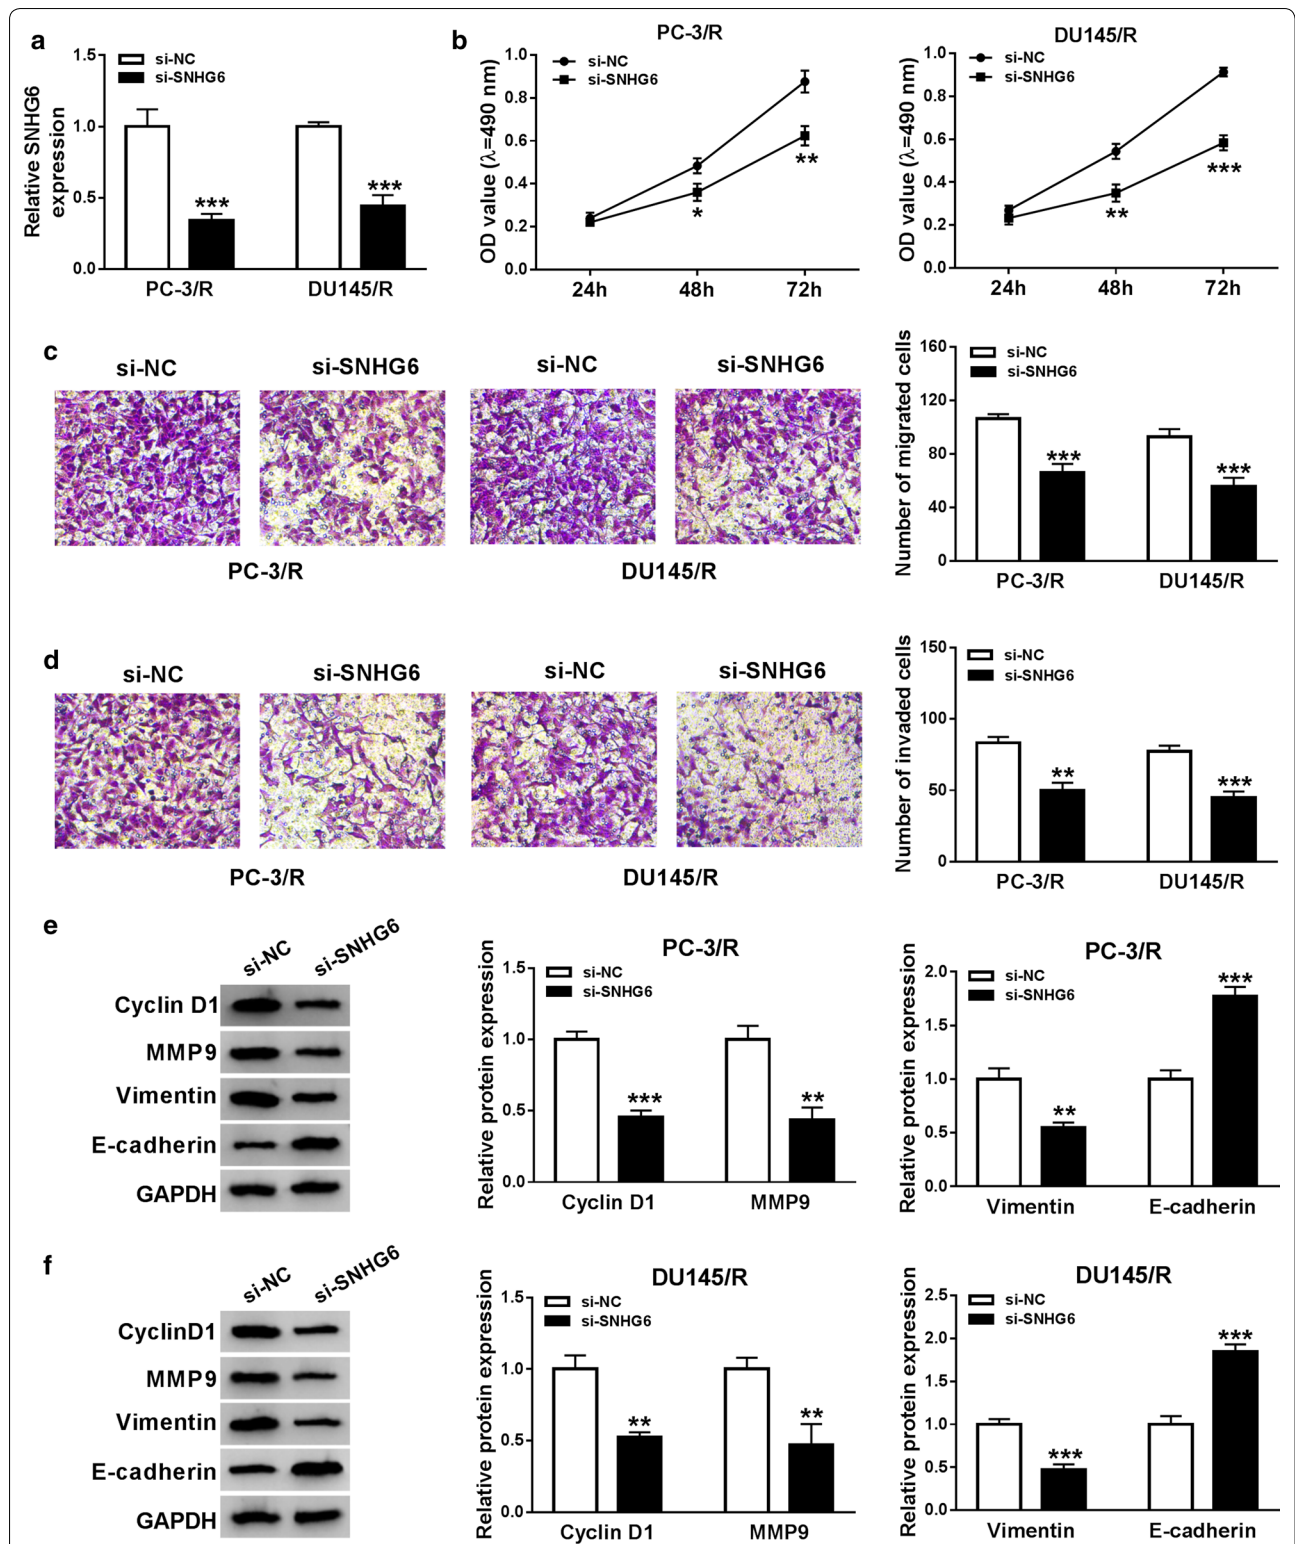 a
1.5
1.0
0.5
0.0
Relative SNHG6
expression
si-NC
si-SNHG6
***
***
PC-3/R
DU145/R
b
PC-3/R
1.0
0.8
0.6
0.4
0.2
0.0
OD value (λ=490 nm)
si-NC
si-SNHG6
*
**
24h
48h
72h
DU145/R
1.0
0.8
0.6
0.4
0.2
0.0
OD value (λ=490 nm)
si-NC
si-SNHG6
**
***
24h
48h
72h
c
si-NC
si-SNHG6
si-NC
si-SNHG6
PC-3/R
DU145/R
160
120
80
40
0
Number of migrated cells
si-NC
si-SNHG6
***
***
PC-3/R
DU145/R
d
si-NC
si-SNHG6
si-NC
si-SNHG6
PC-3/R
DU145/R
150
100
50
0
Number of invaded cells
si-NC
si-SNHG6
**
***
PC-3/R
DU145/R
e
si-NC
si-SNHG6
Cyclin D1
MMP9
Vimentin
E-cadherin
GAPDH
PC-3/R
1.5
1.0
0.5
0.0
Relative protein expression
si-NC
si-SNHG6
***
**
Cyclin D1
MMP9
PC-3/R
2.0
1.5
1.0
0.5
0.0
Relative protein expression
si-NC
si-SNHG6
**
***
Vimentin
E-cadherin
f
si-NC
si-SNHG6
CyclinD1
MMP9
Vimentin
E-cadherin
GAPDH
DU145/R
1.5
1.0
0.5
0.0
Relative protein expression
si-NC
si-SNHG6
**
**
Cyclin D1
MMP9
DU145/R
2.5
2.0
1.5
1.0
0.5
0.0
Relative protein expression
si-NC
si-SNHG6
***
***
Vimentin
E-cadherin